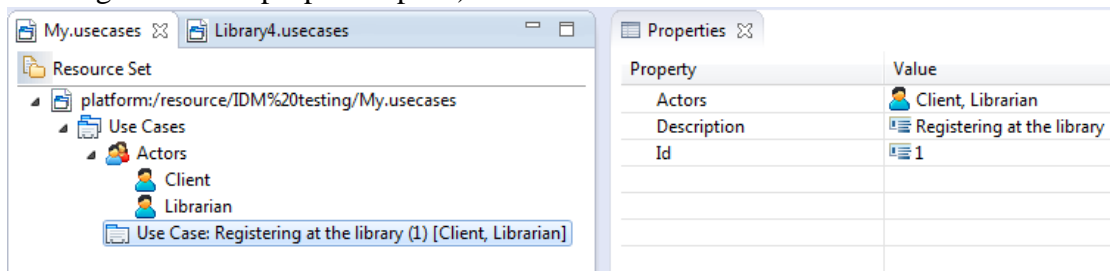 My.usecases
Library4.usecases
Resource Set
platform:/resource/IDM%20testing/My.usecases
Use Cases
Actors
Client
Librarian
Use Case: Registering at the library (1) [Client, Librarian]
Properties
Property Value
Actors Client, Librarian
Description Registering at the library
Id 1